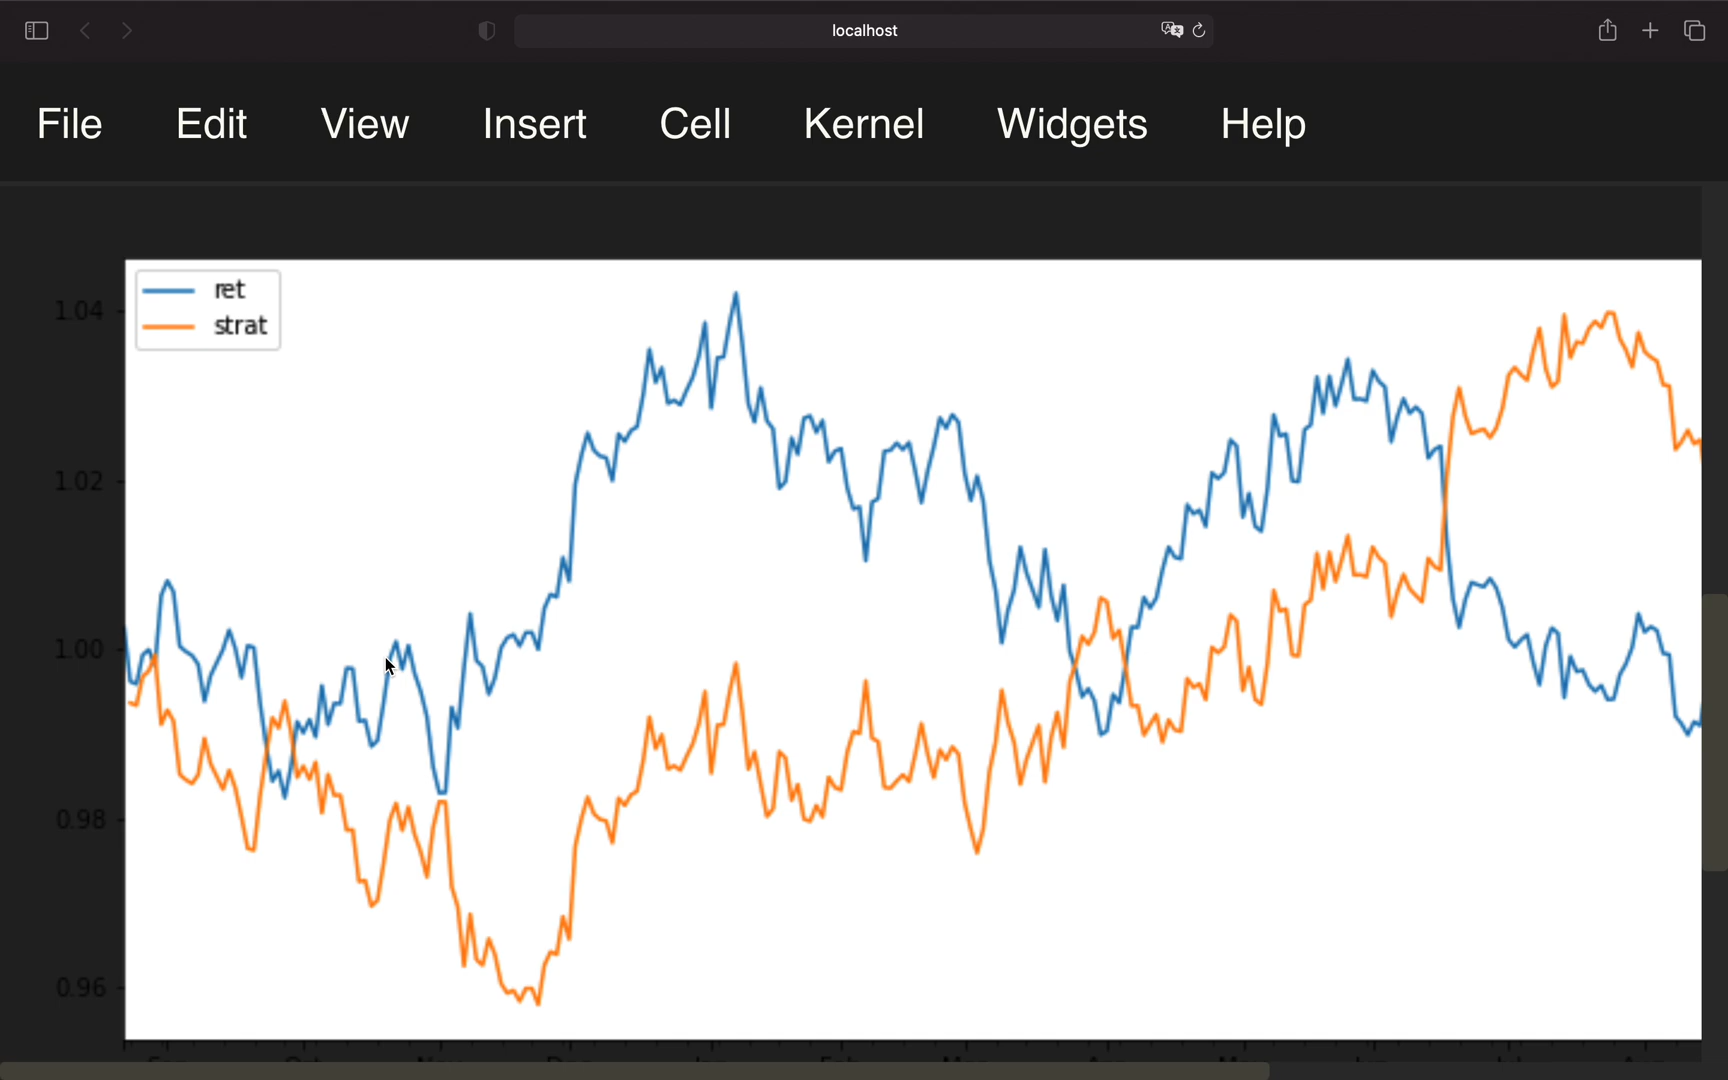 localhost
File Edit View Insert Cell Kernel Widgets Help
ret
strat
1.04
1.02
1.00
0.98
0.96